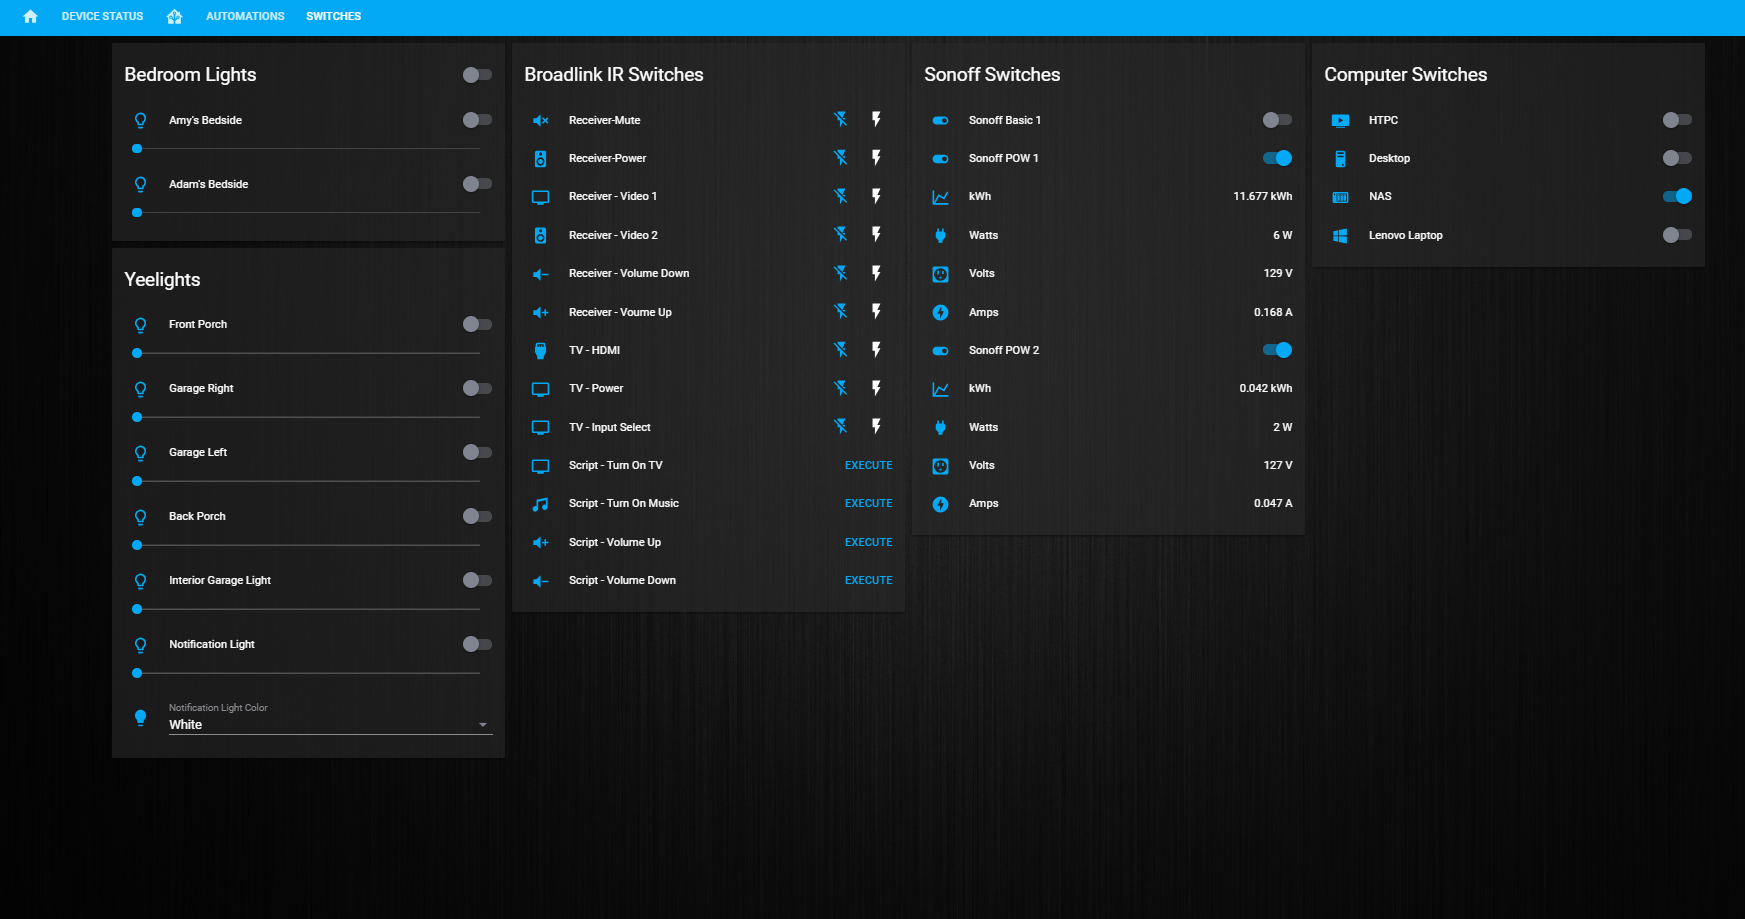 DEVICE STATUS
AUTOMATIONS
SWITCHES
Bedroom Lights
Amy's Bedside
Adam's Bedside
Yeelights
Front Porch
Garage Right
Garage Left
Back Porch
Interior Garage Light
Notification Light
Notification Light Color
White
Broadlink IR Switches
Receiver-Mute
Receiver-Power
Receiver - Video 1
Receiver - Video 2
Receiver - Volume Down
Receiver - Voume Up
TV - HDMI
TV - Power
TV - Input Select
Script - Turn On TV EXECUTE
Script - Turn On Music EXECUTE
Script - Volume Up EXECUTE
Script - Volume Down EXECUTE
Sonoff Switches
Sonoff Basic 1
Sonoff POW 1
kWh 11.677 kWh
Watts 6 W
Volts 129 V
Amps 0.168 A
Sonoff POW 2
kWh 0.042 kWh
Watts 2 W
Volts 127 V
Amps 0.047 A
Computer Switches
HTPC
Desktop
NAS
Lenovo Laptop